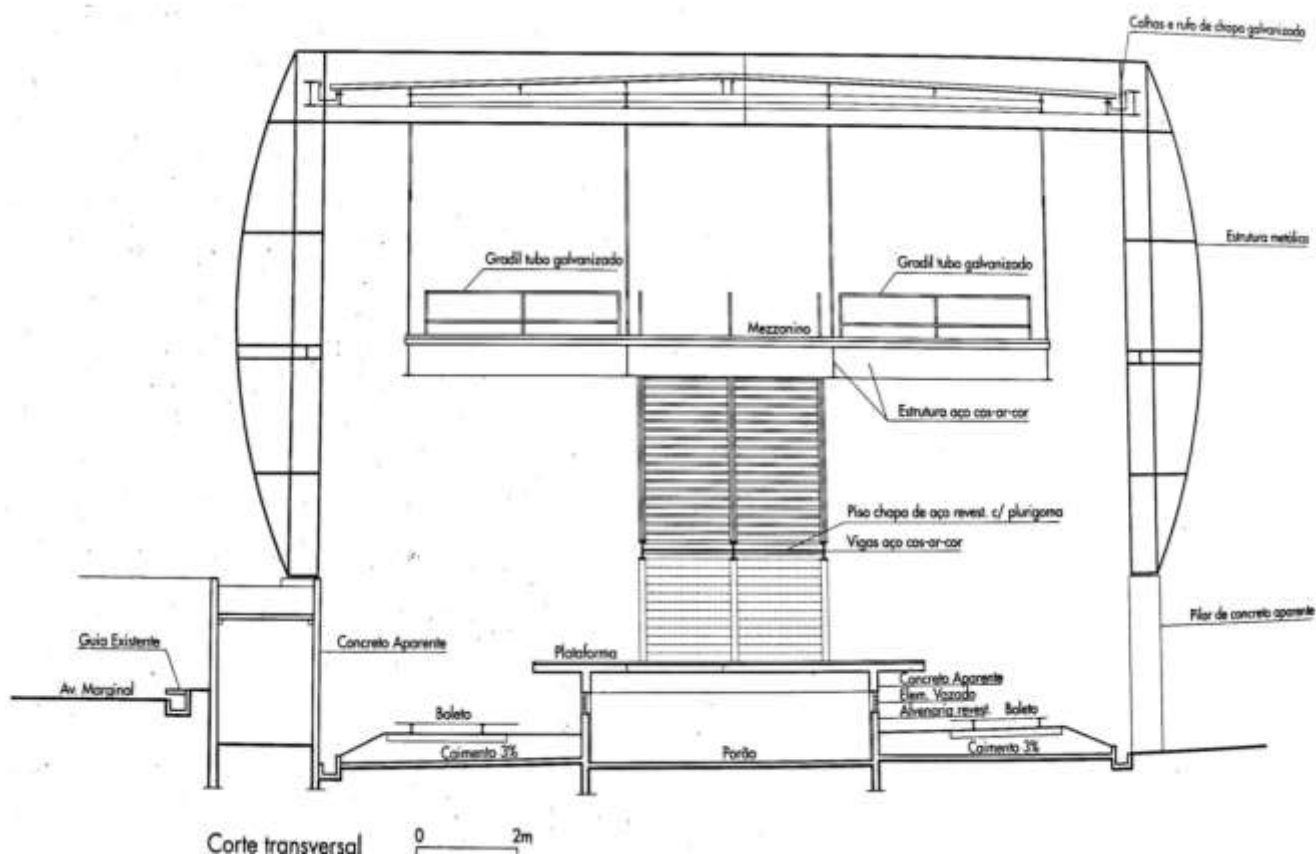 Calhas e rufo de chapa galvanizado
Estrutura metálica
Gradil tubo galvanizado
Gradil tubo galvanizado
Mezzanino
Estrutura aço cos-ar-cor
Piso chapa de aço revest. c/ plurigoma
Vigas aço cos-ar-cor
Pilar de concreto aparente
Guia Existente
Concreto Aparente
Plataforma
Av. Marginal
Concreto Aparente
Elem. Vazado
Alvenaria revest.
Boleto
Boleto
Caimento 3%
Porão
Caimento 3%
Corte transversal
0 2m